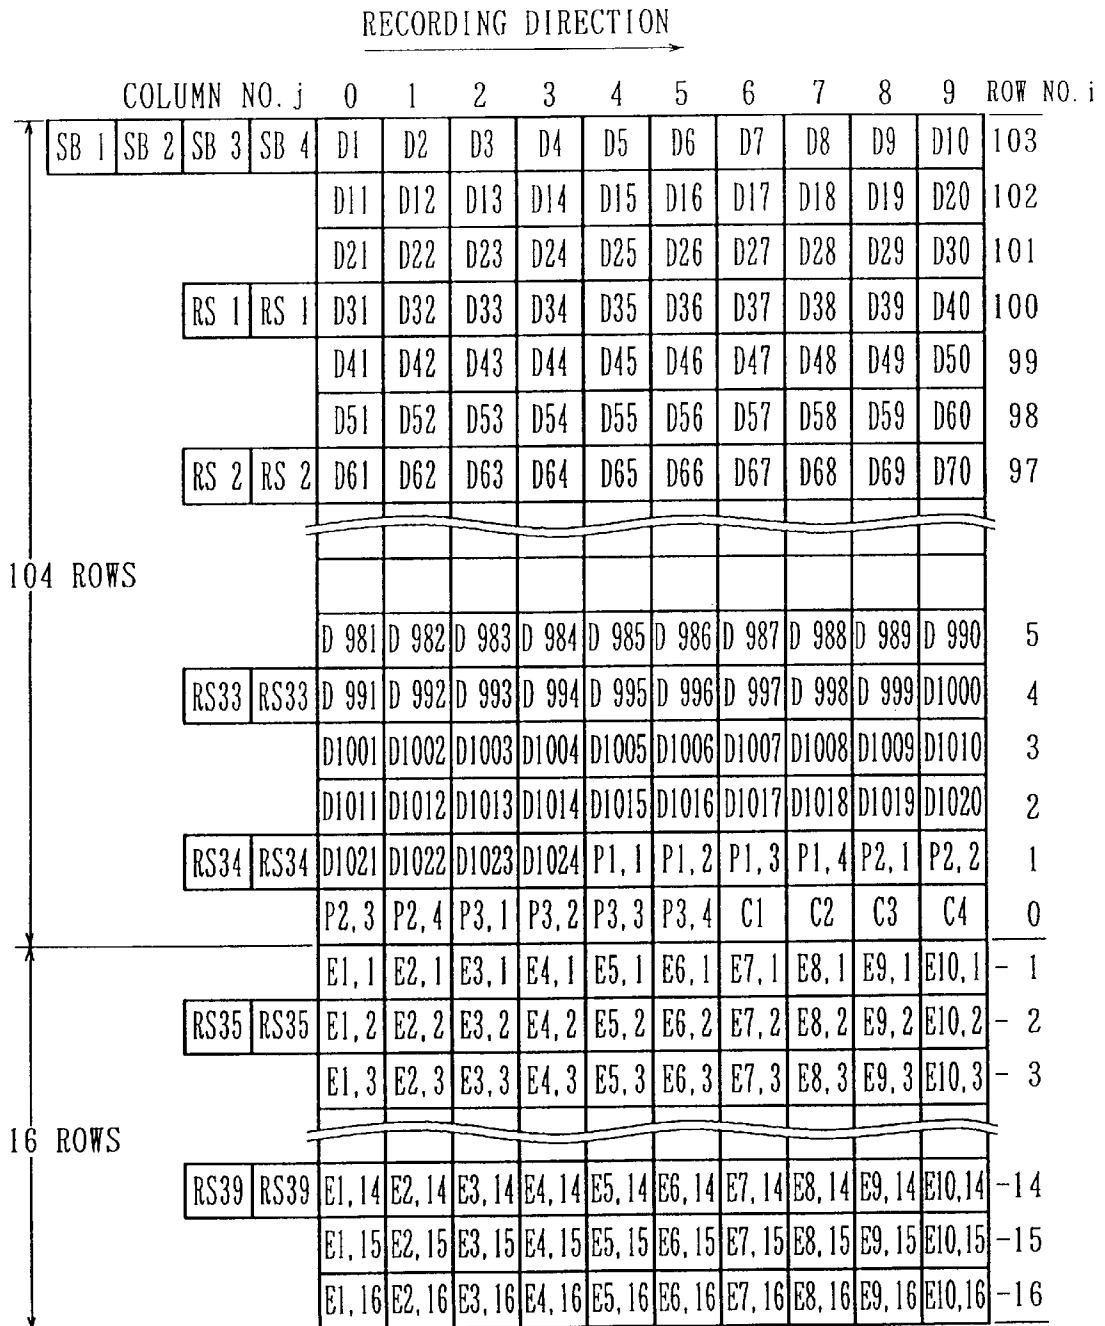 RECORDING DIRECTION
COLUMN NO. j 0 1 2 3 4 5 6 7 8 9 ROW NO. i
SB 1 SB 2 SB 3 SB 4 D1 D2 D3 D4 D5 D6 D7 D8 D9 D10 103
D11 D12 D13 D14 D15 D16 D17 D18 D19 D20 102
D21 D22 D23 D24 D25 D26 D27 D28 D29 D30 101
RS 1 RS 1 D31 D32 D33 D34 D35 D36 D37 D38 D39 D40 100
D41 D42 D43 D44 D45 D46 D47 D48 D49 D50 99
D51 D52 D53 D54 D55 D56 D57 D58 D59 D60 98
RS 2 RS 2 D61 D62 D63 D64 D65 D66 D67 D68 D69 D70 97
104 ROWS
D 981 D 982 D 983 D 984 D 985 D 986 D 987 D 988 D 989 D 990 5
RS33 RS33 D 991 D 992 D 993 D 994 D 995 D 996 D 997 D 998 D 999 D1000 4
D1001 D1002 D1003 D1004 D1005 D1006 D1007 D1008 D1009 D1010 3
D1011 D1012 D1013 D1014 D1015 D1016 D1017 D1018 D1019 D1020 2
RS34 RS34 D1021 D1022 D1023 D1024 P1, 1 P1, 2 P1, 3 P1, 4 P2, 1 P2, 2 1
P2, 3 P2, 4 P3, 1 P3, 2 P3, 3 P3, 4 C1 C2 C3 C4 0
E1, 1 E2, 1 E3, 1 E4, 1 E5, 1 E6, 1 E7, 1 E8, 1 E9, 1 E10, 1 - 1
RS35 RS35 E1, 2 E2, 2 E3, 2 E4, 2 E5, 2 E6, 2 E7, 2 E8, 2 E9, 2 E10, 2 - 2
E1, 3 E2, 3 E3, 3 E4, 3 E5, 3 E6, 3 E7, 3 E8, 3 E9, 3 E10, 3 - 3
16 ROWS
RS39 RS39 E1, 14 E2, 14 E3, 14 E4, 14 E5, 14 E6, 14 E7, 14 E8, 14 E9, 14 E10, 14 -14
E1, 15 E2, 15 E3, 15 E4, 15 E5, 15 E6, 15 E7, 15 E8, 15 E9, 15 E10, 15 -15
E1, 16 E2, 16 E3, 16 E4, 16 E5, 16 E6, 16 E7, 16 E8, 16 E9, 16 E10, 16 -16